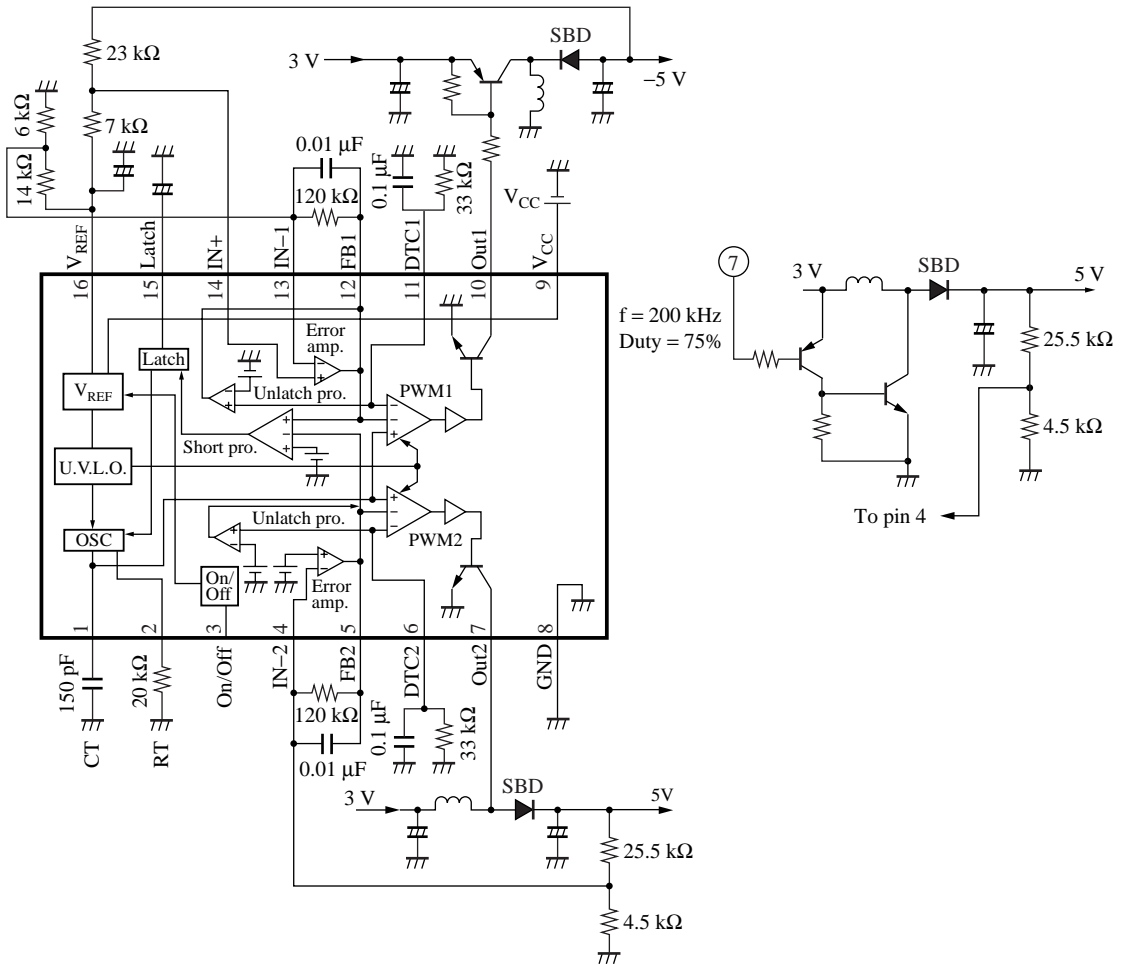 23 kΩ
6 kΩ
7 kΩ
14 kΩ
3 V
SBD
−5 V
0.01 µF
120 kΩ
0.1 µF
33 kΩ
V_CC
V_REF
Latch
IN+
IN−1
FB1
DTC1
Out1
V_CC
16
15
14
13
12
11
10
9
Error
amp.
Latch
Unlatch pro.
V_REF
PWM1
Short pro.
U.V.L.O.
Unlatch pro.
PWM2
OSC
On/
Off
Error
amp.
1
2
3
4
5
6
7
8
150 pF
20 kΩ
On/Off
IN−2
FB2
DTC2
Out2
GND
CT
RT
120 kΩ
0.01 µF
0.1 µF
33 kΩ
3 V
SBD
5V
25.5 kΩ
4.5 kΩ
7
f = 200 kHz
Duty = 75%
3 V
SBD
5 V
25.5 kΩ
4.5 kΩ
To pin 4